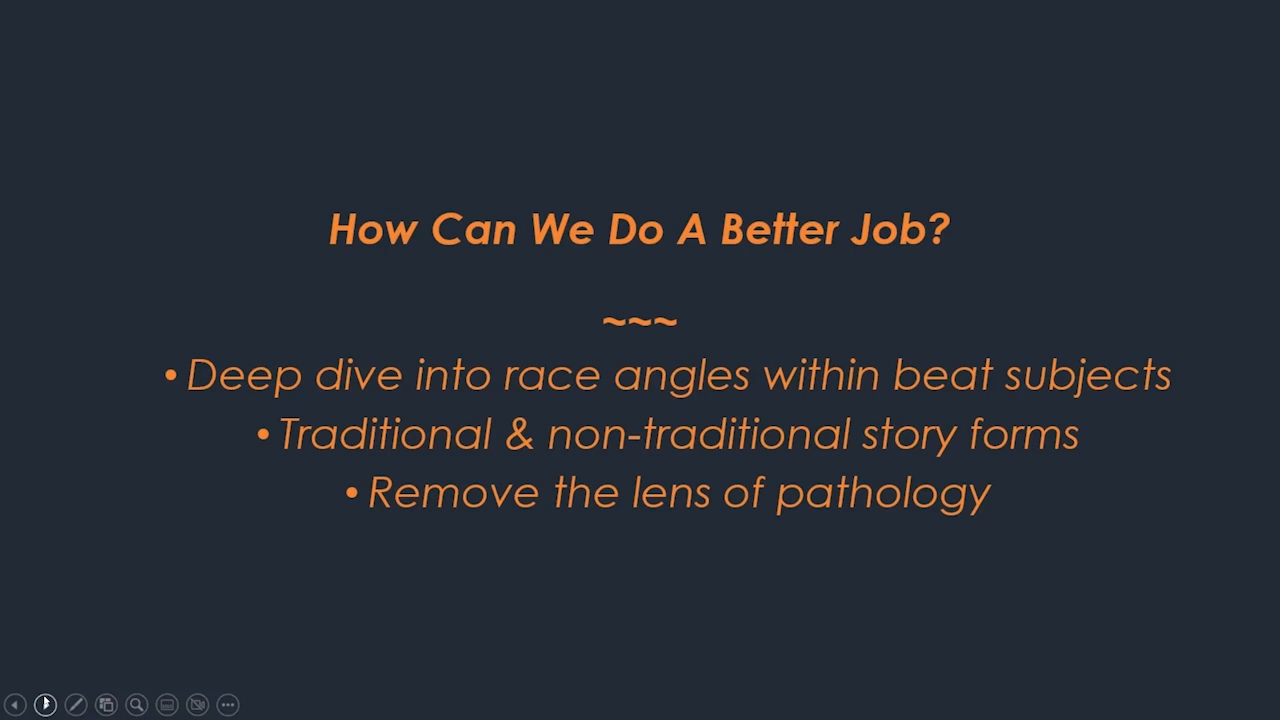 How Can We Do A Better Job?
~~~
• Deep dive into race angles within beat subjects
• Traditional & non-traditional story forms
• Remove the lens of pathology